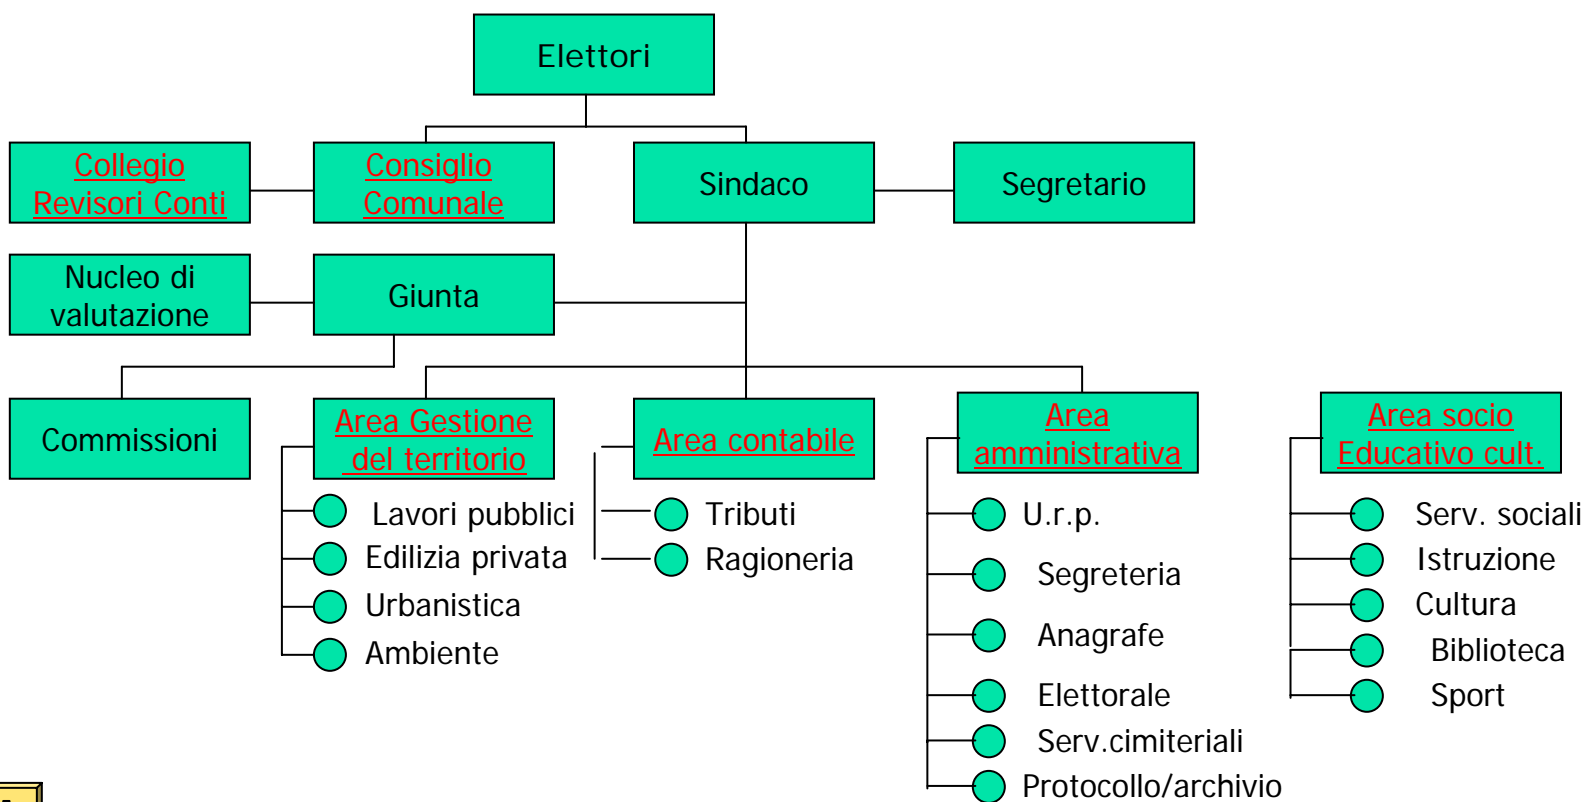 Elettori
Collegio
Revisori Conti
Consiglio
Comunale
Sindaco
Segretario
Nucleo di
valutazione
Giunta
Commissioni
Area Gestione
del territorio
Area contabile
Area
amministrativa
Area socio
Educativo cult.
Lavori pubblici
Edilizia privata
Urbanistica
Ambiente
Tributi
Ragioneria
U.r.p.
Segreteria
Anagrafe
Elettorale
Serv.cimiteriali
Protocollo/archivio
Serv. sociali
Istruzione
Cultura
Biblioteca
Sport